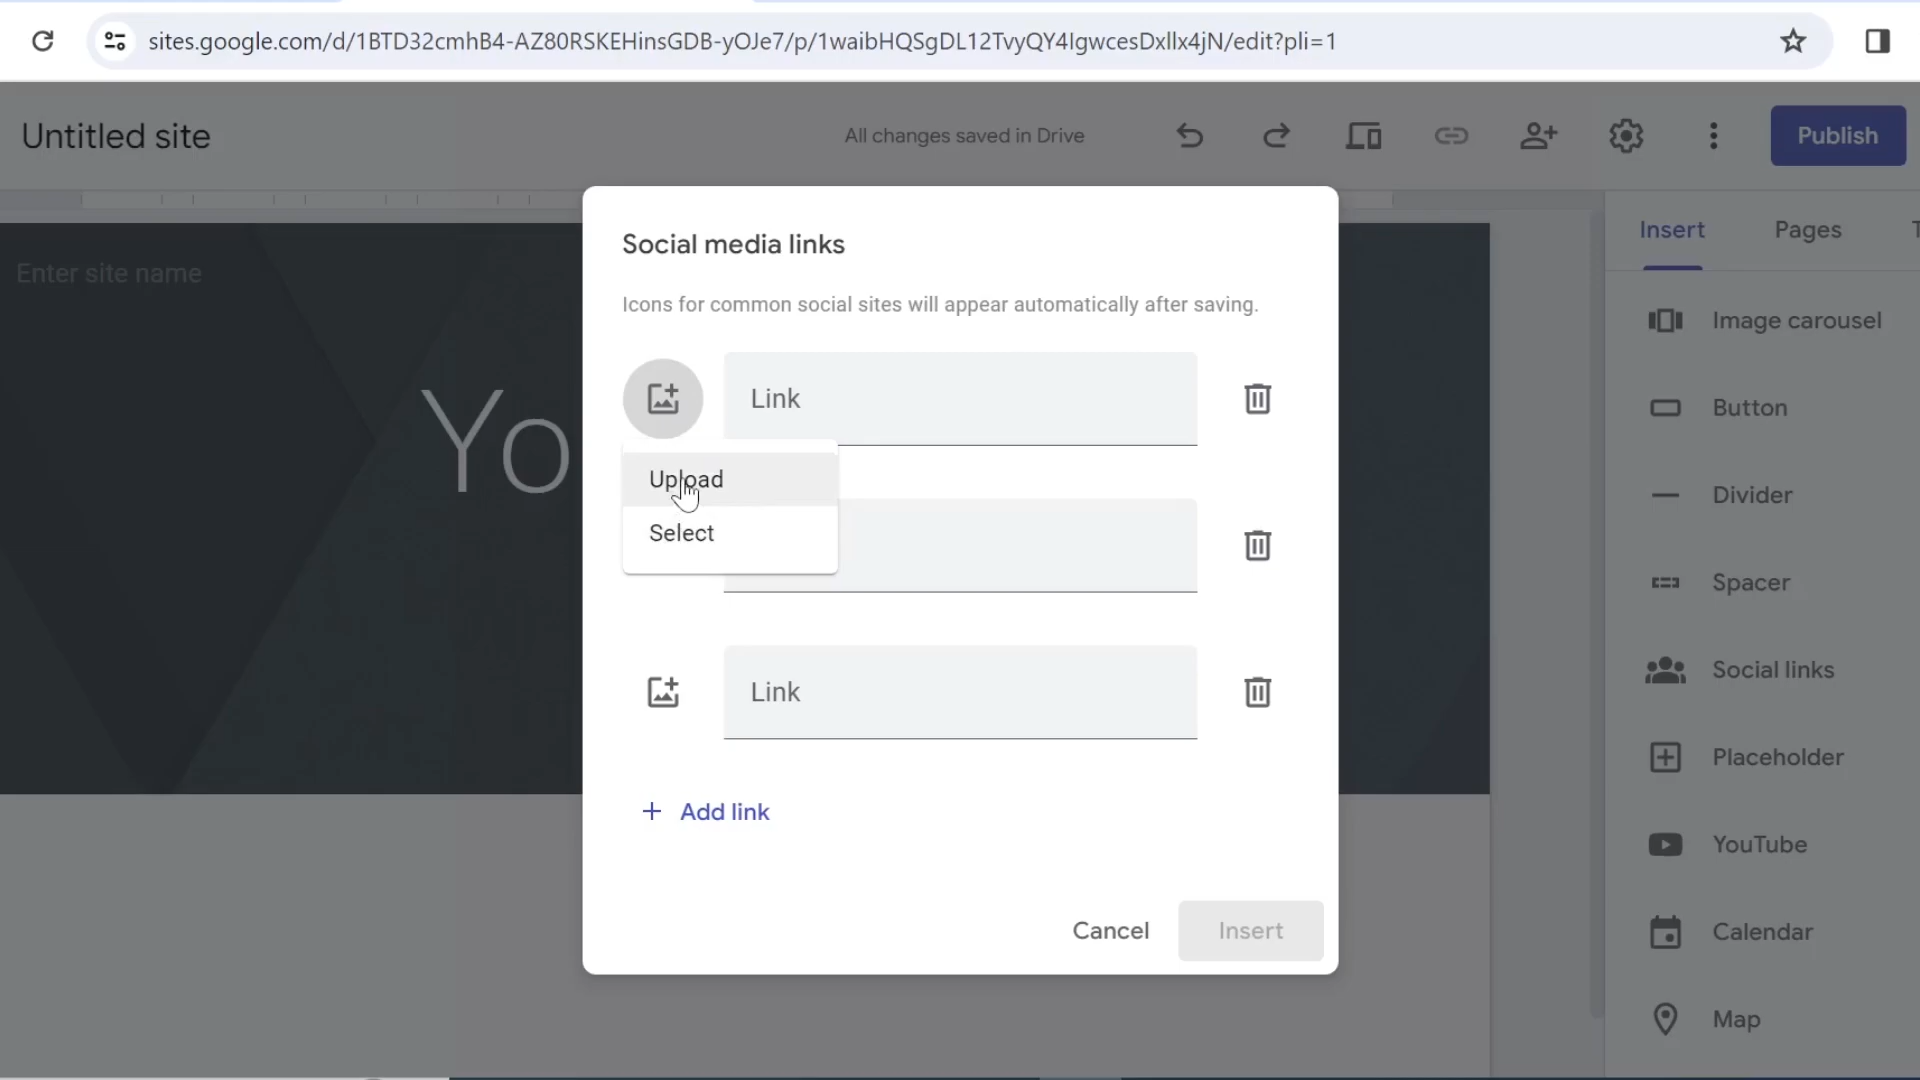 sites.google.com/d/1BTD32cmhB4-AZ80RSKEHinsGDB-yOJe7/p/1waibHQSgDL12TvyQY4IgwcesDxllx4jN/edit?pli=1
Untitled site
All changes saved in Drive
Publish
Insert
Pages
T
Enter site name
Yo
Social media links
Icons for common social sites will appear automatically after saving.
Link
Upload
Select
Link
Add link
Cancel
Insert
Image carousel
Button
Divider
Spacer
Social links
Placeholder
YouTube
Calendar
Map